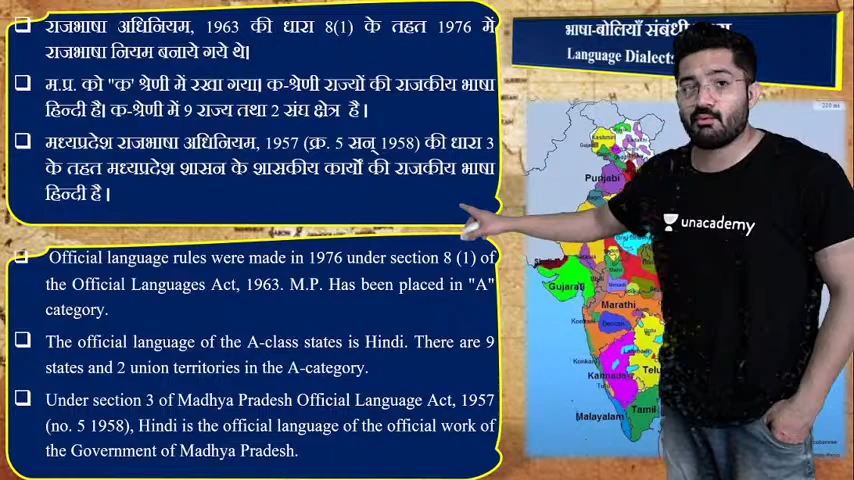 राजभाषा अधिनियम, 1963 की धारा 8(1) के तहत 1976 में
राजभाषा नियम बनाये गये थे।
म.प्र. को "क' श्रेणी में रखा गया। क-श्रेणी राज्यों की राजकीय भाषा
हिन्दी है। क-श्रेणी में 9 राज्य तथा 2 संघ क्षेत्र है ।
मध्यप्रदेश राजभाषा अधिनियम, 1957 (क्र. 5 सन् 1958) की धारा 3
के तहत मध्यप्रदेश शासन के शासकीय कार्यों की राजकीय भाषा
हिन्दी है ।
Official language rules were made in 1976 under section 8 (1) of
the Official Languages Act, 1963. M.P. Has been placed in "A"
category.
The official language of the A-class states is Hindi. There are 9
states and 2 union territories in the A-category.
Under section 3 of Madhya Pradesh Official Language Act, 1957
(no. 5 1958), Hindi is the official language of the official work of
the Government of Madhya Pradesh.
भाषा-बोलियाँ संबंधी
Language Dialects
Kashmiri
Punjabi
Gujarati
Marathi
Kannada
Telu
Tamil
Malayalam
unacademy